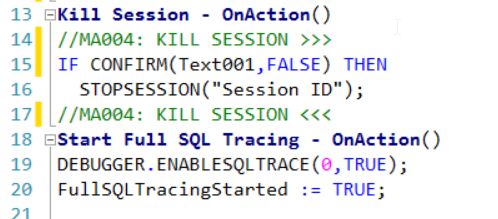 13 Kill Session - OnAction()
14 //MA004: KILL SESSION >>>
15 IF CONFIRM(Text001,FALSE) THEN
16   STOPSESSION("Session ID");
17 //MA004: KILL SESSION <<<
18 Start Full SQL Tracing - OnAction()
19 DEBUGGER.ENABLESQLTRACE(0,TRUE);
20 FullSQLTracingStarted := TRUE;
21